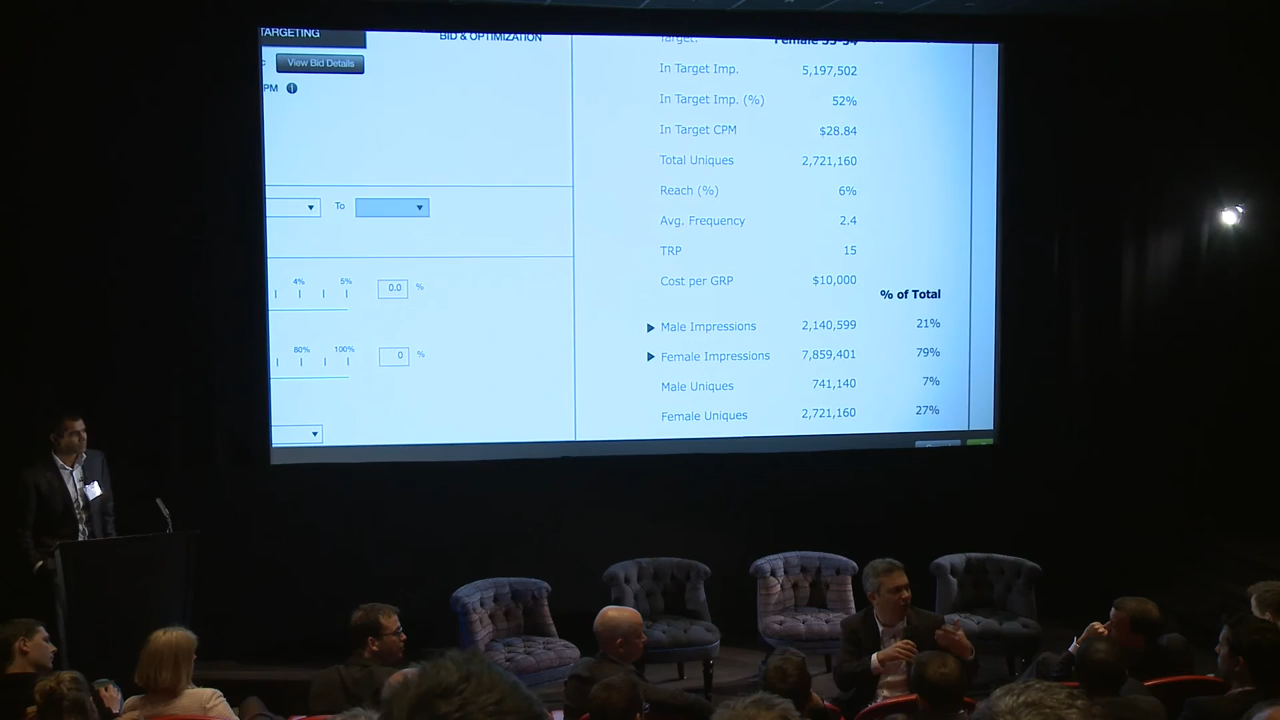 TARGETING
BID & OPTIMIZATION
View Bid Details
PM
To
4% 5%
0.0 %
80% 100%
0 %
Target:
In Target Imp. 5,197,502
In Target Imp. (%) 52%
In Target CPM $28.84
Total Uniques 2,721,160
Reach (%) 6%
Avg. Frequency 2.4
TRP 15
Cost per GRP $10,000
% of Total
Male Impressions 2,140,599 21%
Female Impressions 7,859,401 79%
Male Uniques 741,140 7%
Female Uniques 2,721,160 27%